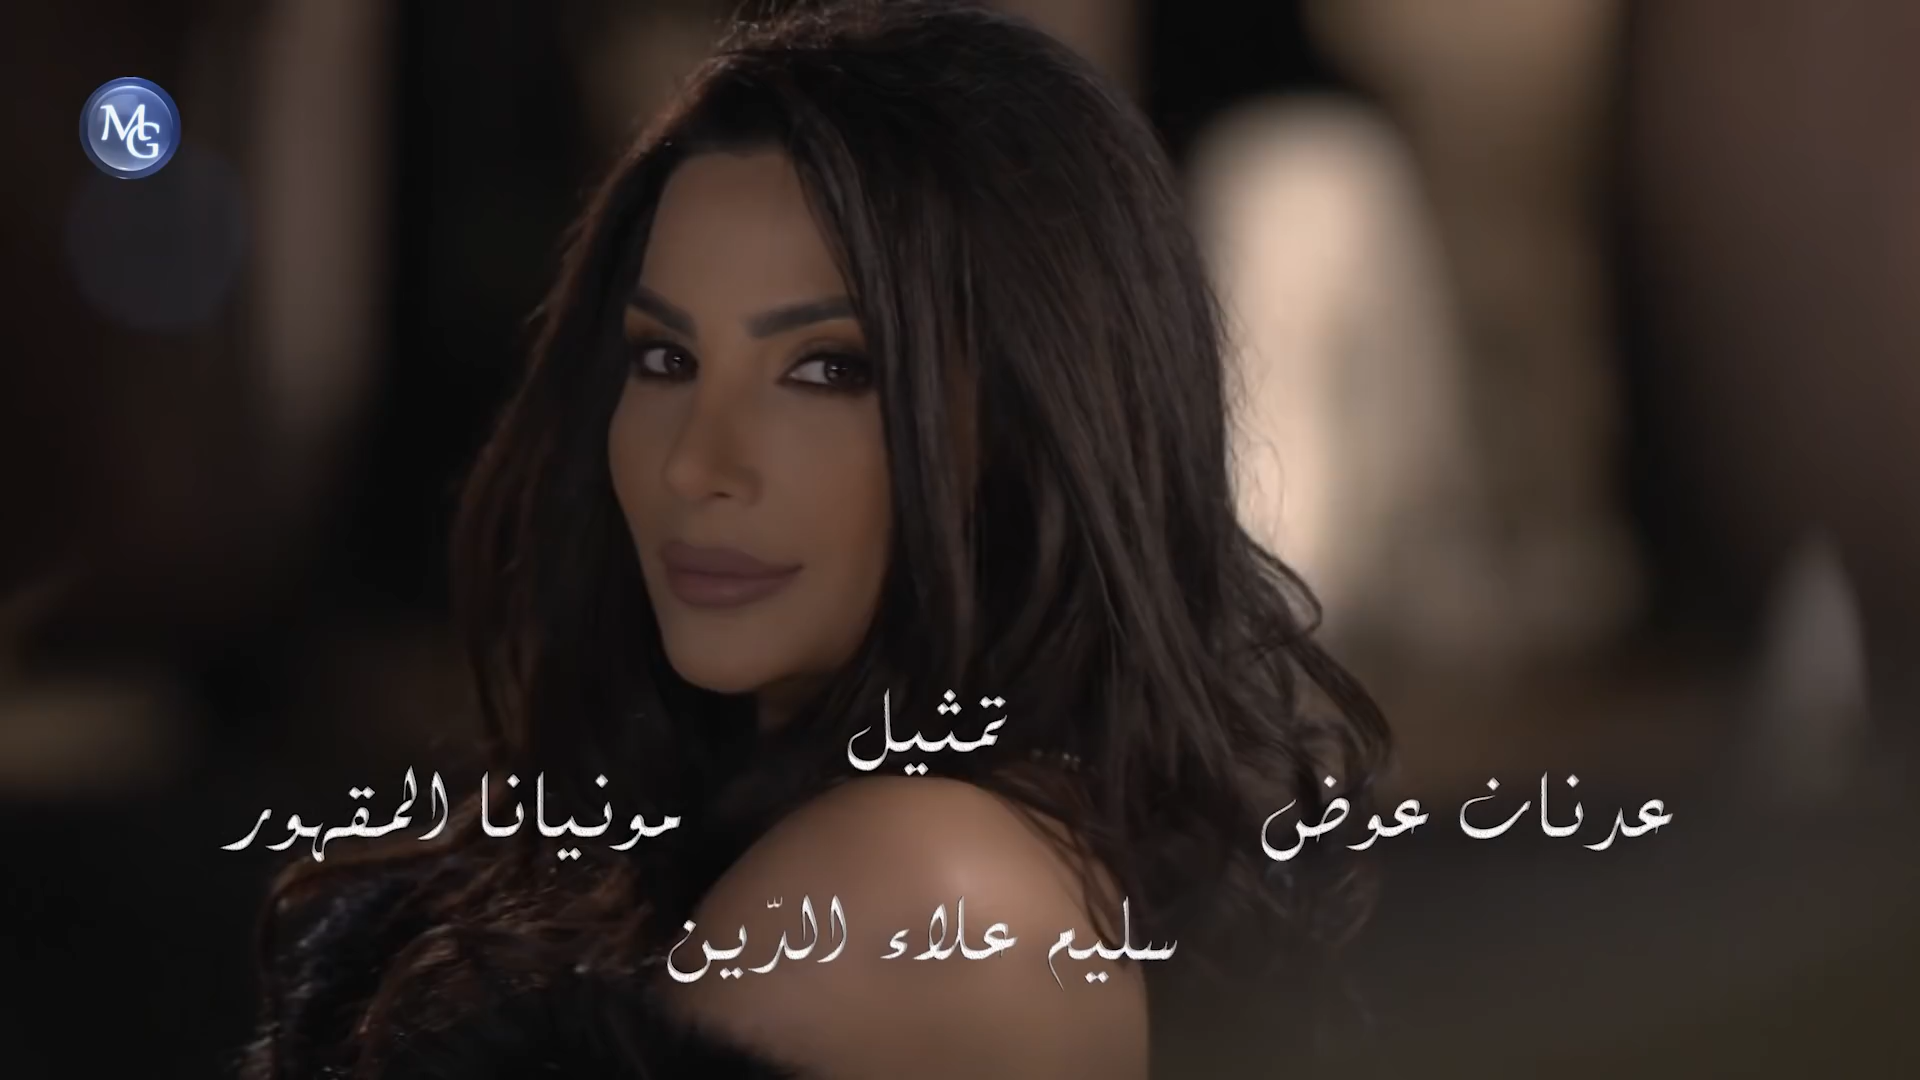 MG
تمثيل
عدنان عوض
مونيانا المقهور
سليم علاء الدّين